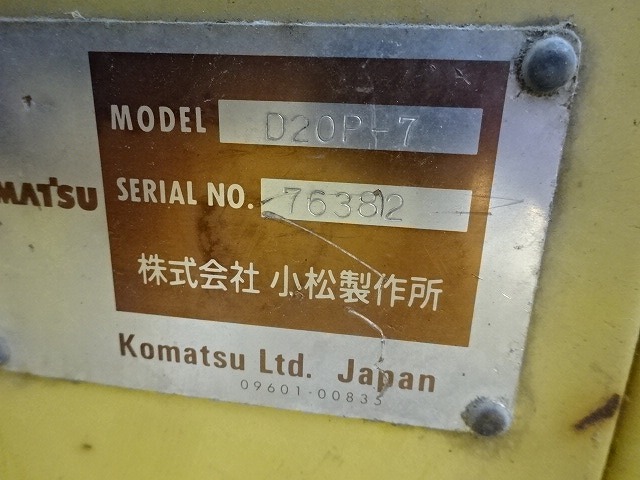 MODEL D20P-7
MATSU
SERIAL NO. 76382
株式会社 小松製作所
Komatsu Ltd. Japan
09601-00835